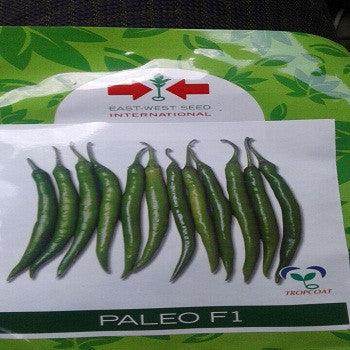 EAST-WEST SEED
INTERNATIONAL
TROPCOAT
PALEO F1